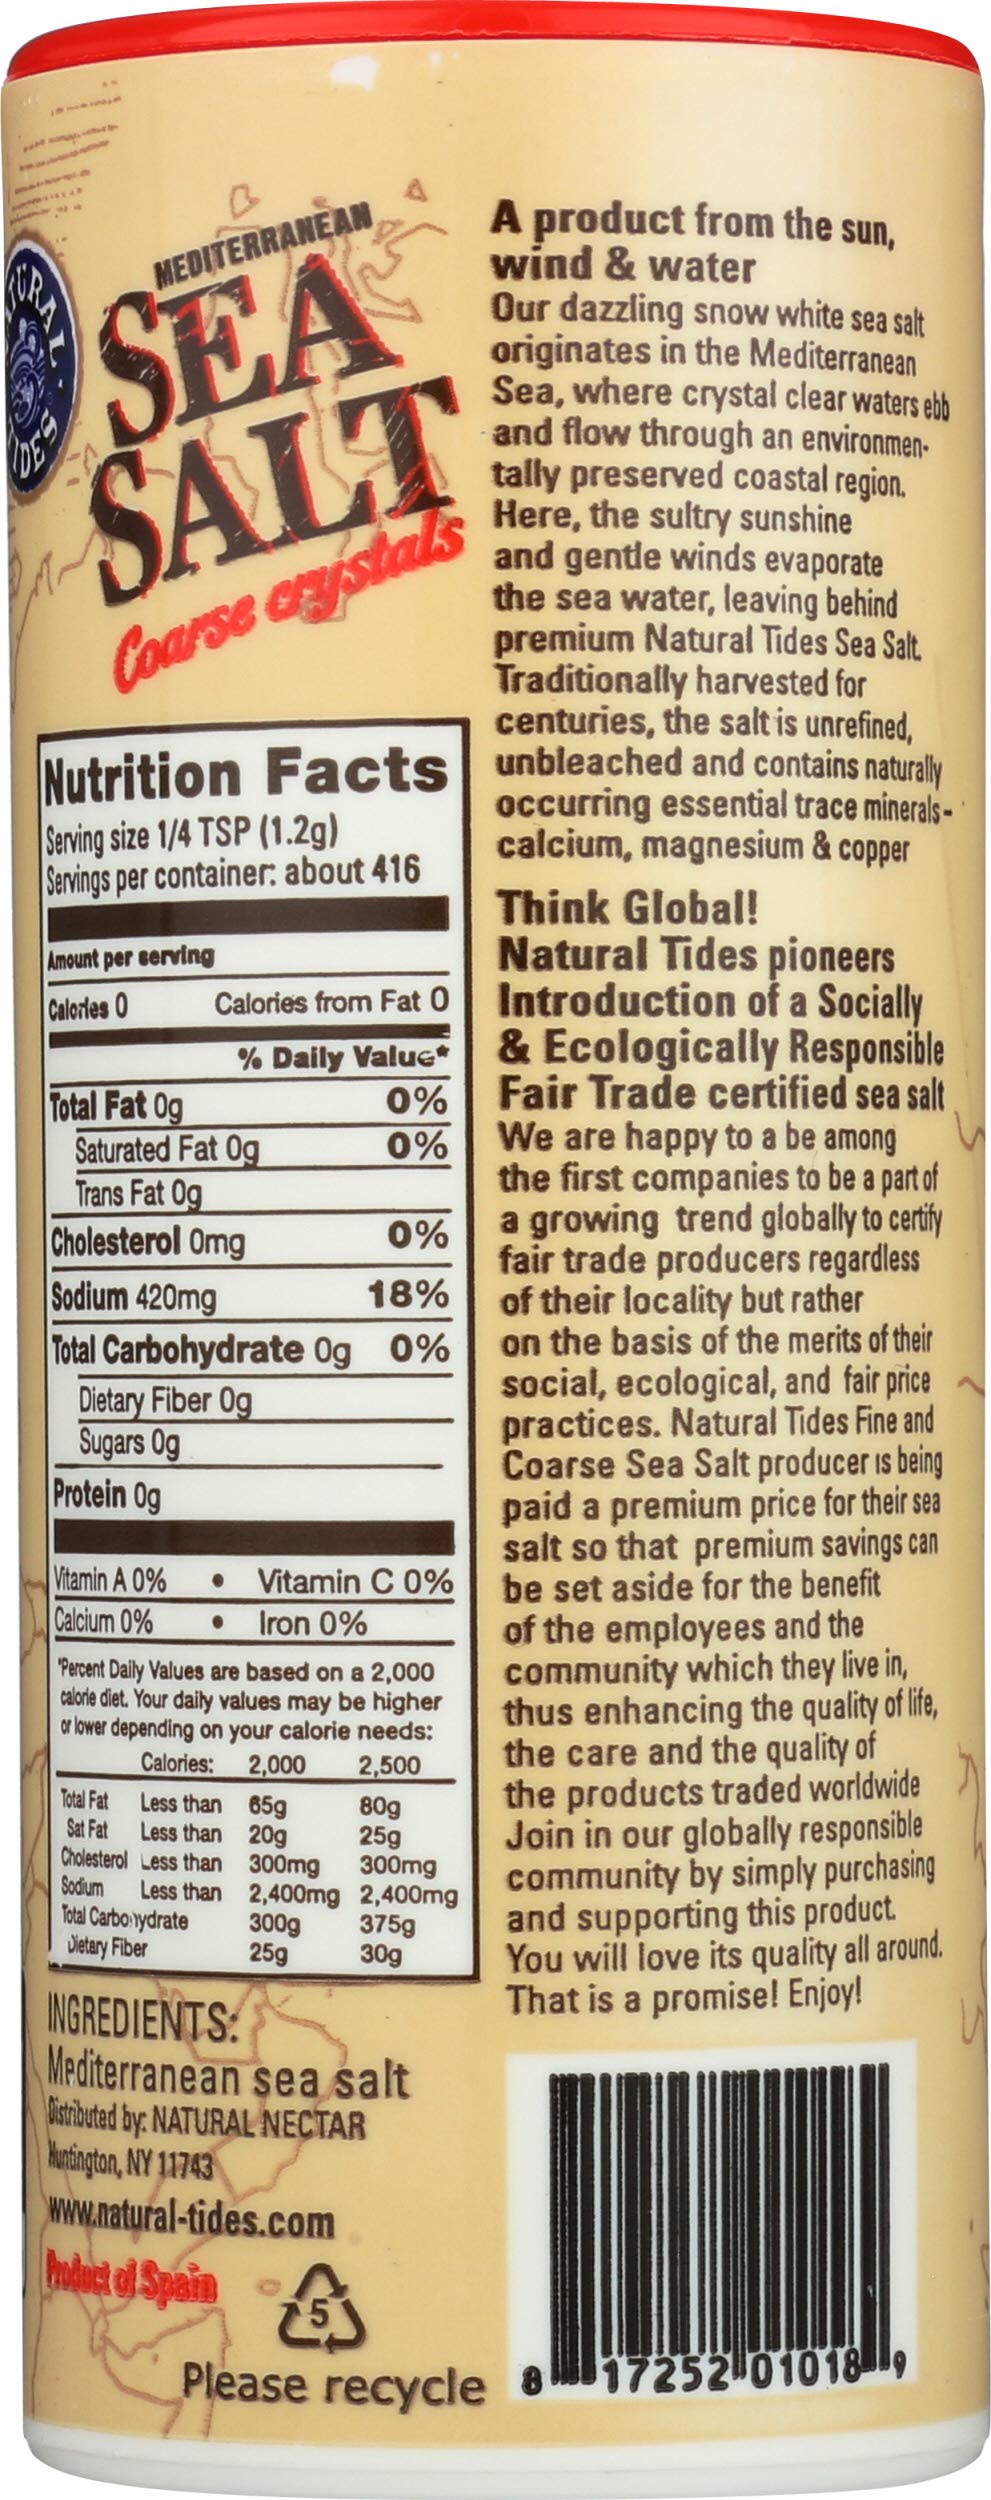 MEDITERRANEAN
SEA
SALT
Coarse crystals
Nutrition Facts
Serving size 1/4 TSP (1.2g)
Servings per container: about 416
Amount per serving
Calories 0 Calories from Fat 0
% Daily Value*
Total Fat 0g 0%
Saturated Fat 0g 0%
Trans Fat 0g
Cholesterol 0mg 0%
Sodium 420mg 18%
Total Carbohydrate 0g 0%
Dietary Fiber 0g
Sugars 0g
Protein 0g
Vitamin A 0% • Vitamin C 0%
Calcium 0% • Iron 0%
*Percent Daily Values are based on a 2,000
calorie diet. Your daily values may be higher
or lower depending on your calorie needs:
Calories: 2,000 2,500
Total Fat Less than 65g 80g
Sat Fat Less than 20g 25g
Cholesterol Less than 300mg 300mg
Sodium Less than 2,400mg 2,400mg
Total Carbohydrate 300g 375g
Dietary Fiber 25g 30g
INGREDIENTS:
Mediterranean sea salt
Distributed by: NATURAL NECTAR
Huntington, NY 11743
www.natural-tides.com
Product of Spain
5
Please recycle
A product from the sun,
wind & water
Our dazzling snow white sea salt
originates in the Mediterranean
Sea, where crystal clear waters ebb
and flow through an environmen-
tally preserved coastal region.
Here, the sultry sunshine
and gentle winds evaporate
the sea water, leaving behind
premium Natural Tides Sea Salt.
Traditionally harvested for
centuries, the salt is unrefined,
unbleached and contains naturally
occurring essential trace minerals-
calcium, magnesium & copper
Think Global!
Natural Tides pioneers
Introduction of a Socially
& Ecologically Responsible
Fair Trade certified sea salt
We are happy to a be among
the first companies to be a part of
a growing trend globally to certify
fair trade producers regardless
of their locality but rather
on the basis of the merits of their
social, ecological, and fair price
practices. Natural Tides Fine and
Coarse Sea Salt producer is being
paid a premium price for their sea
salt so that premium savings can
be set aside for the benefit
of the employees and the
community which they live in,
thus enhancing the quality of life,
the care and the quality of
the products traded worldwide
Join in our globally responsible
community by simply purchasing
and supporting this product.
You will love its quality all around.
That is a promise! Enjoy!
8 17252 01018 9